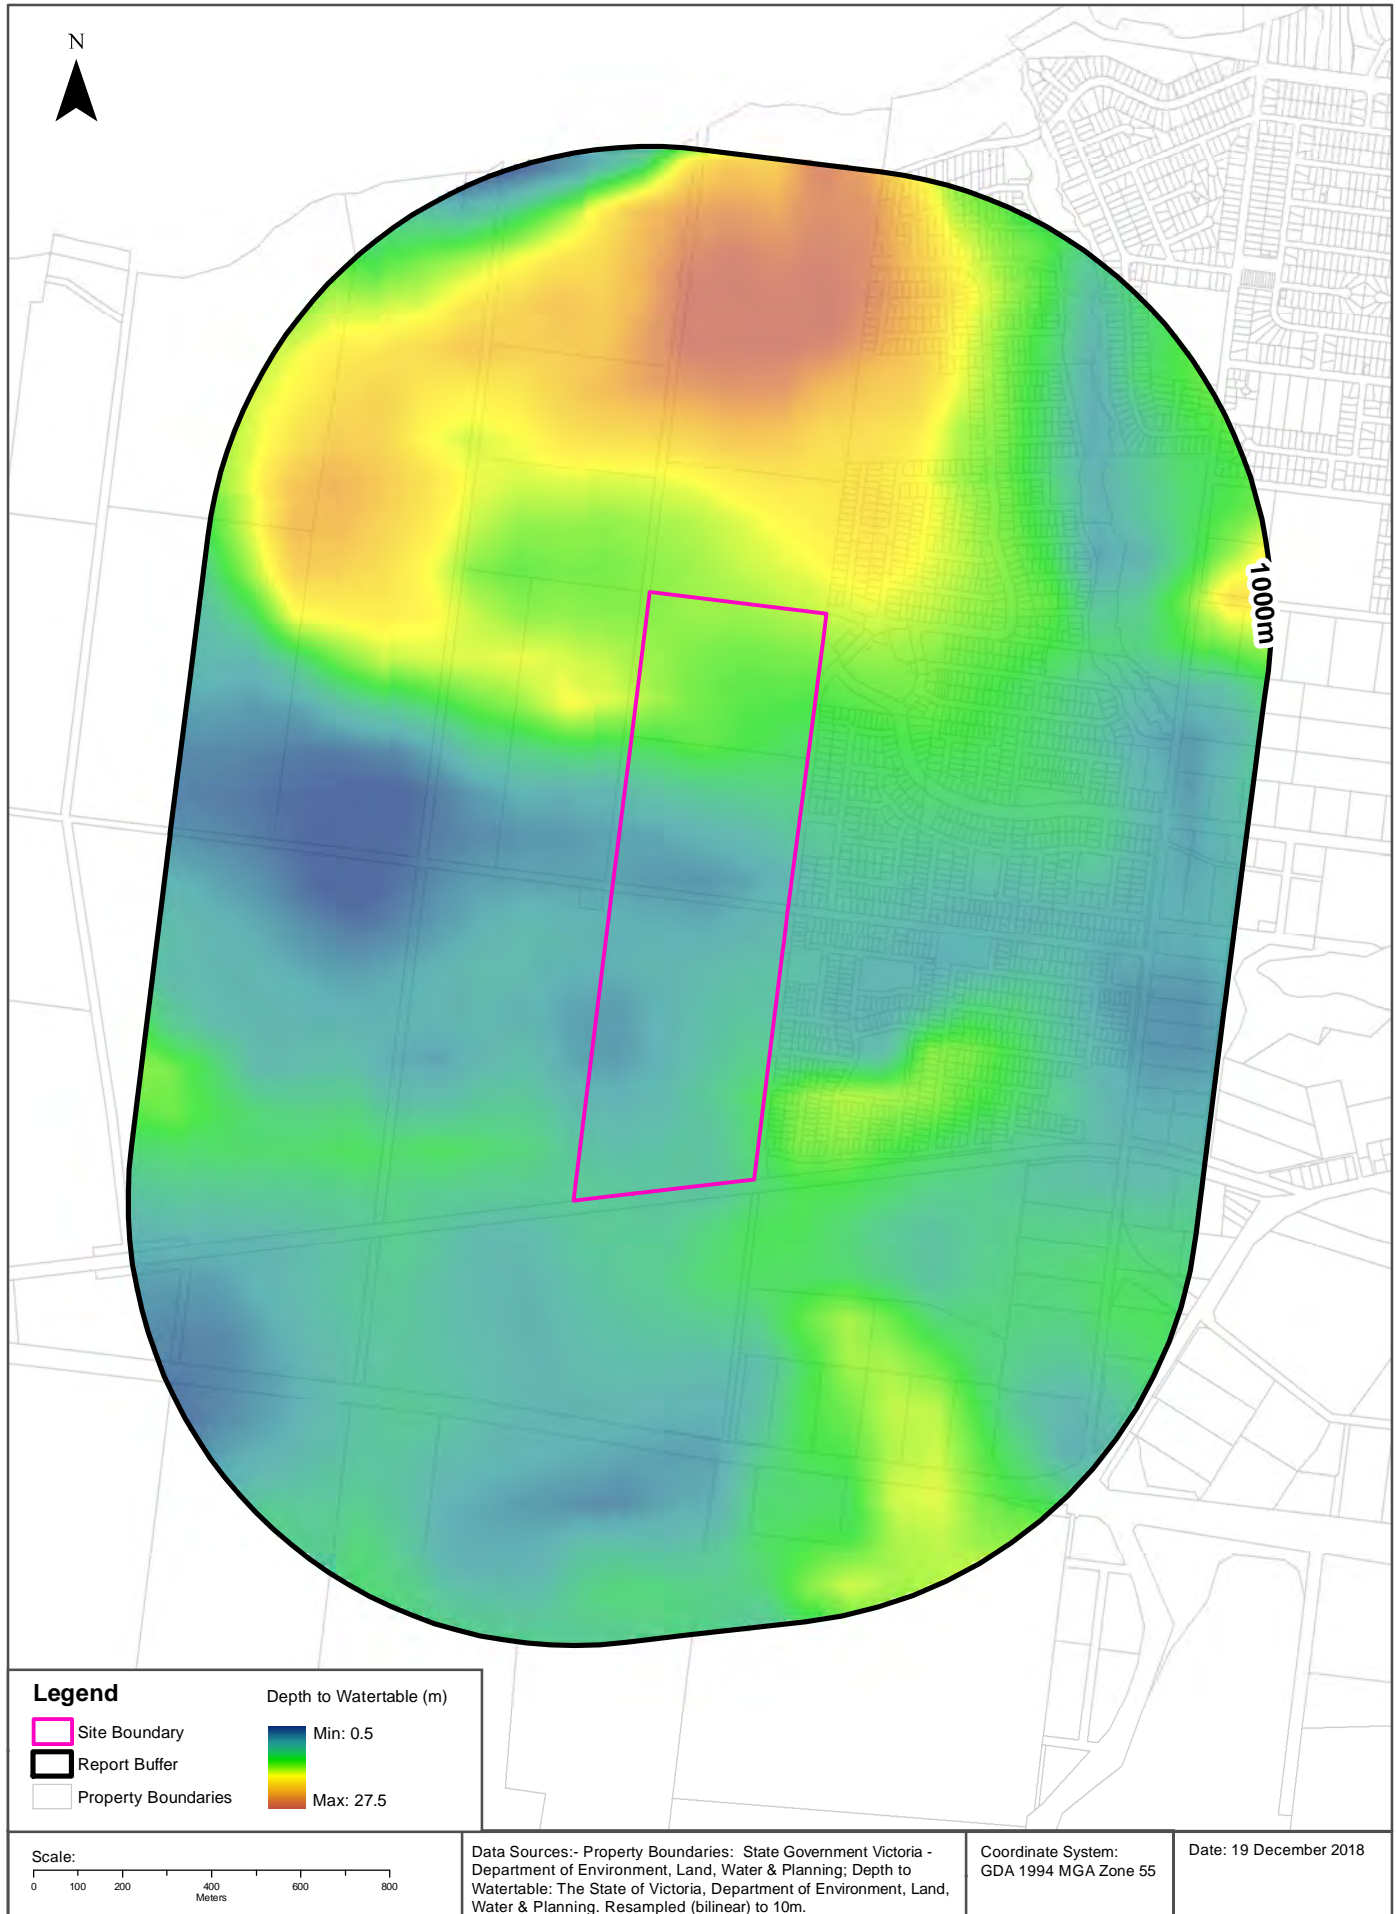 N
1000m
Legend
Depth to Watertable (m)
Site Boundary
Min: 0.5
Report Buffer
Property Boundaries
Max: 27.5
Scale:
0 100 200 400 600 800
Meters
Data Sources:- Property Boundaries: State Government Victoria -
Department of Environment, Land, Water & Planning; Depth to
Watertable: The State of Victoria, Department of Environment, Land,
Water & Planning. Resampled (bilinear) to 10m.
Coordinate System:
GDA 1994 MGA Zone 55
Date: 19 December 2018